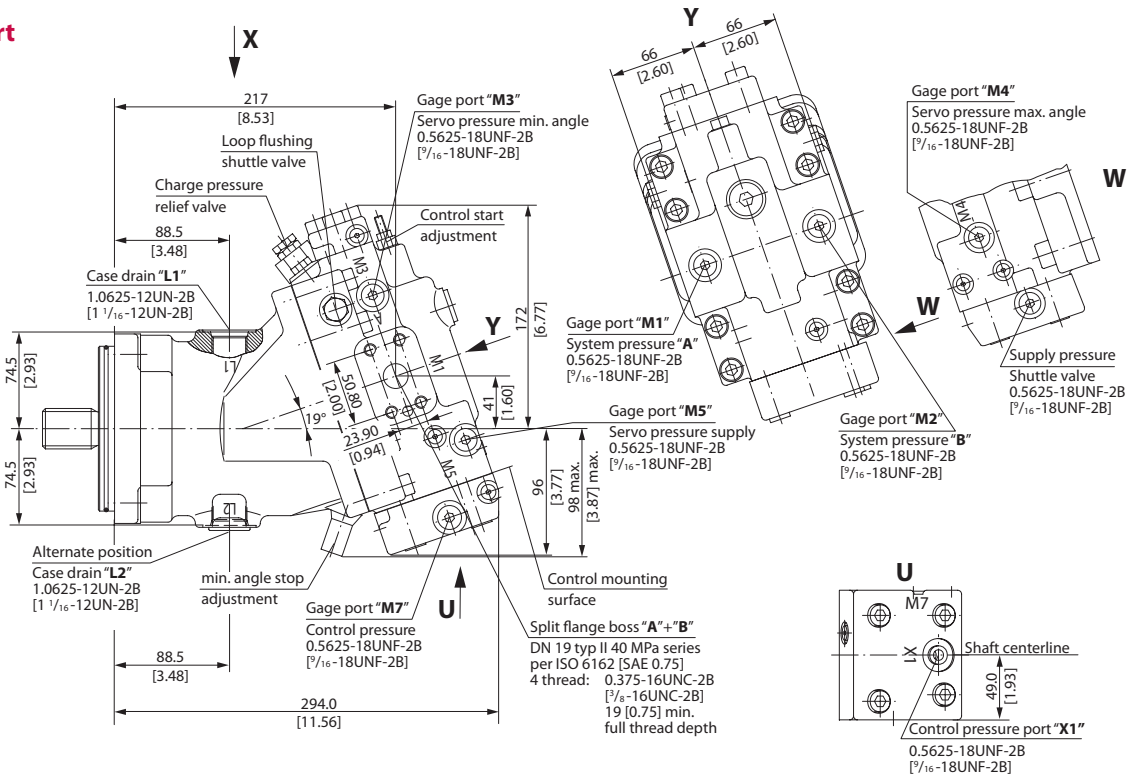 rt
X
217
[8.53]
Gage port "M3"
Servo pressure min. angle
0.5625-18UNF-2B
[9/16-18UNF-2B]
Loop flushing
shuttle valve
Charge pressure
relief valve
Control start
adjustment
88.5
[3.48]
Case drain "L1"
1.0625-12UN-2B
[1 1/16-12UN-2B]
74.5
[2.93]
74.5
[2.93]
L1
L2
M3
M1
M5
50.80
[2.00]
19°
23.90
[0.94]
172
[6.77]
41
[1.60]
Y
96
[3.77]
98 max.
[3.87] max.
Alternate position
Case drain "L2"
1.0625-12UN-2B
[1 1/16-12UN-2B]
min. angle stop
adjustment
Gage port "M7"
Control pressure
0.5625-18UNF-2B
[9/16-18UNF-2B]
U
Control mounting
surface
Split flange boss "A"+"B"
DN 19 typ II 40 MPa series
per ISO 6162 [SAE 0.75]
4 thread: 0.375-16UNC-2B
[3/8-16UNC-2B]
19 [0.75] min.
full thread depth
88.5
[3.48]
294.0
[11.56]
Y
66
[2.60]
66
[2.60]
Gage port "M1"
System pressure "A"
0.5625-18UNF-2B
[9/16-18UNF-2B]
Gage port "M5"
Servo pressure supply
0.5625-18UNF-2B
[9/16-18UNF-2B]
W
Gage port "M2"
System pressure "B"
0.5625-18UNF-2B
[9/16-18UNF-2B]
Gage port "M4"
Servo pressure max. angle
0.5625-18UNF-2B
[9/16-18UNF-2B]
W
M4
Supply pressure
Shuttle valve
0.5625-18UNF-2B
[9/16-18UNF-2B]
U
M7
X1
Shaft centerline
49.0
[1.93]
Control pressure port "X1"
0.5625-18UNF-2B
[9/16-18UNF-2B]